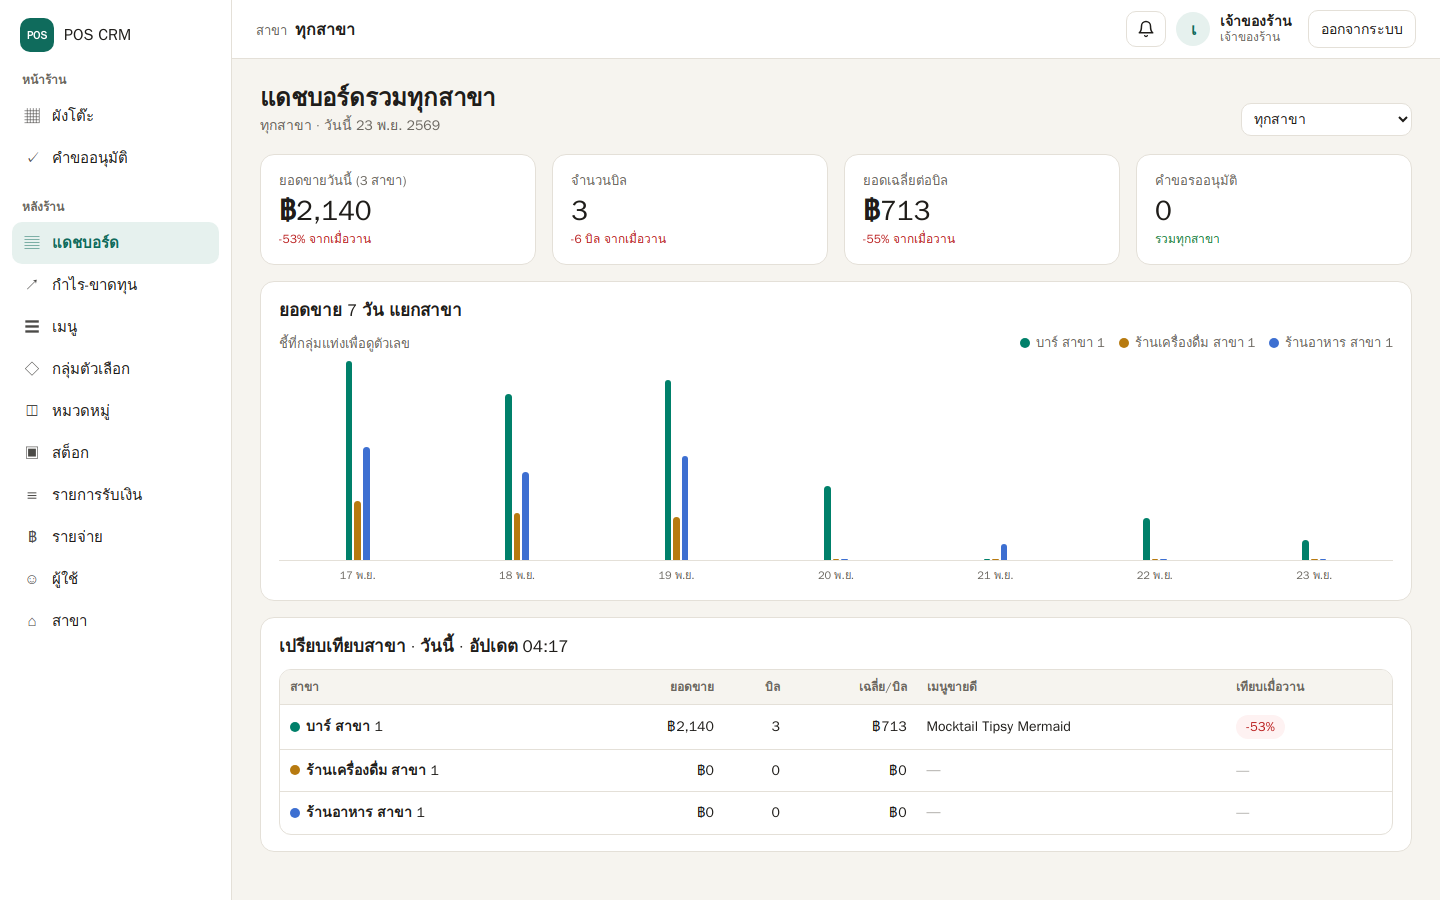 POS
POS CRM
หน้าร้าน
ผังโต๊ะ
คำขออนุมัติ
หลังร้าน
แดชบอร์ด
กำไร-ขาดทุน
เมนู
กลุ่มตัวเลือก
หมวดหมู่
สต็อก
รายการรับเงิน
฿ รายจ่าย
ผู้ใช้
สาขา
สาขา ทุกสาขา
เ
เจ้าของร้าน
เจ้าของร้าน
ออกจากระบบ
แดชบอร์ดรวมทุกสาขา
ทุกสาขา · วันนี้ 23 พ.ย. 2569
ทุกสาขา
ยอดขายวันนี้ (3 สาขา)
฿2,140
-53% จากเมื่อวาน
จำนวนบิล
3
-6 บิล จากเมื่อวาน
ยอดเฉลี่ยต่อบิล
฿713
-55% จากเมื่อวาน
คำขอรออนุมัติ
0
รวมทุกสาขา
ยอดขาย 7 วัน แยกสาขา
ชี้ที่กลุ่มแท่งเพื่อดูตัวเลข
บาร์ สาขา 1 ร้านเครื่องดื่ม สาขา 1 ร้านอาหาร สาขา 1
17 พ.ย. 18 พ.ย. 19 พ.ย. 20 พ.ย. 21 พ.ย. 22 พ.ย. 23 พ.ย.
เปรียบเทียบสาขา · วันนี้ · อัปเดต 04:17
สาขา ยอดขาย บิล เฉลี่ย/บิล เมนูขายดี เทียบเมื่อวาน
บาร์ สาขา 1 ฿2,140 3 ฿713 Mocktail Tipsy Mermaid -53%
ร้านเครื่องดื่ม สาขา 1 ฿0 0 ฿0 — —
ร้านอาหาร สาขา 1 ฿0 0 ฿0 — —